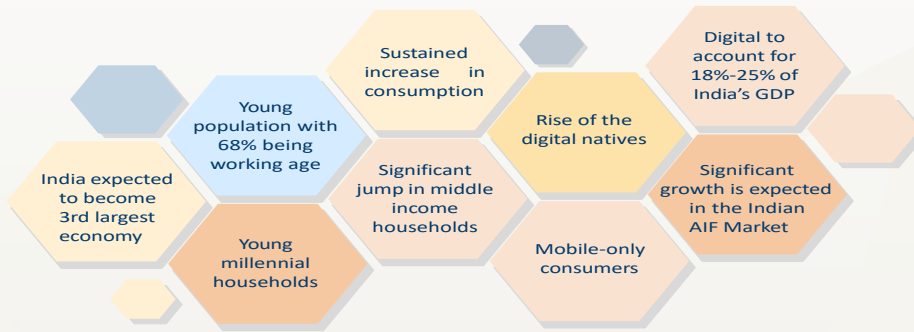 India expected
to become
3rd largest
economy
Young
population with
68% being
working age
Young
millennial
households
Sustained
increase in
consumption
Significant
jump in middle
income
households
Rise of the
digital natives
Mobile-only
consumers
Digital to
account for
18%-25% of
India’s GDP
Significant
growth is expected
in the Indian
AIF Market